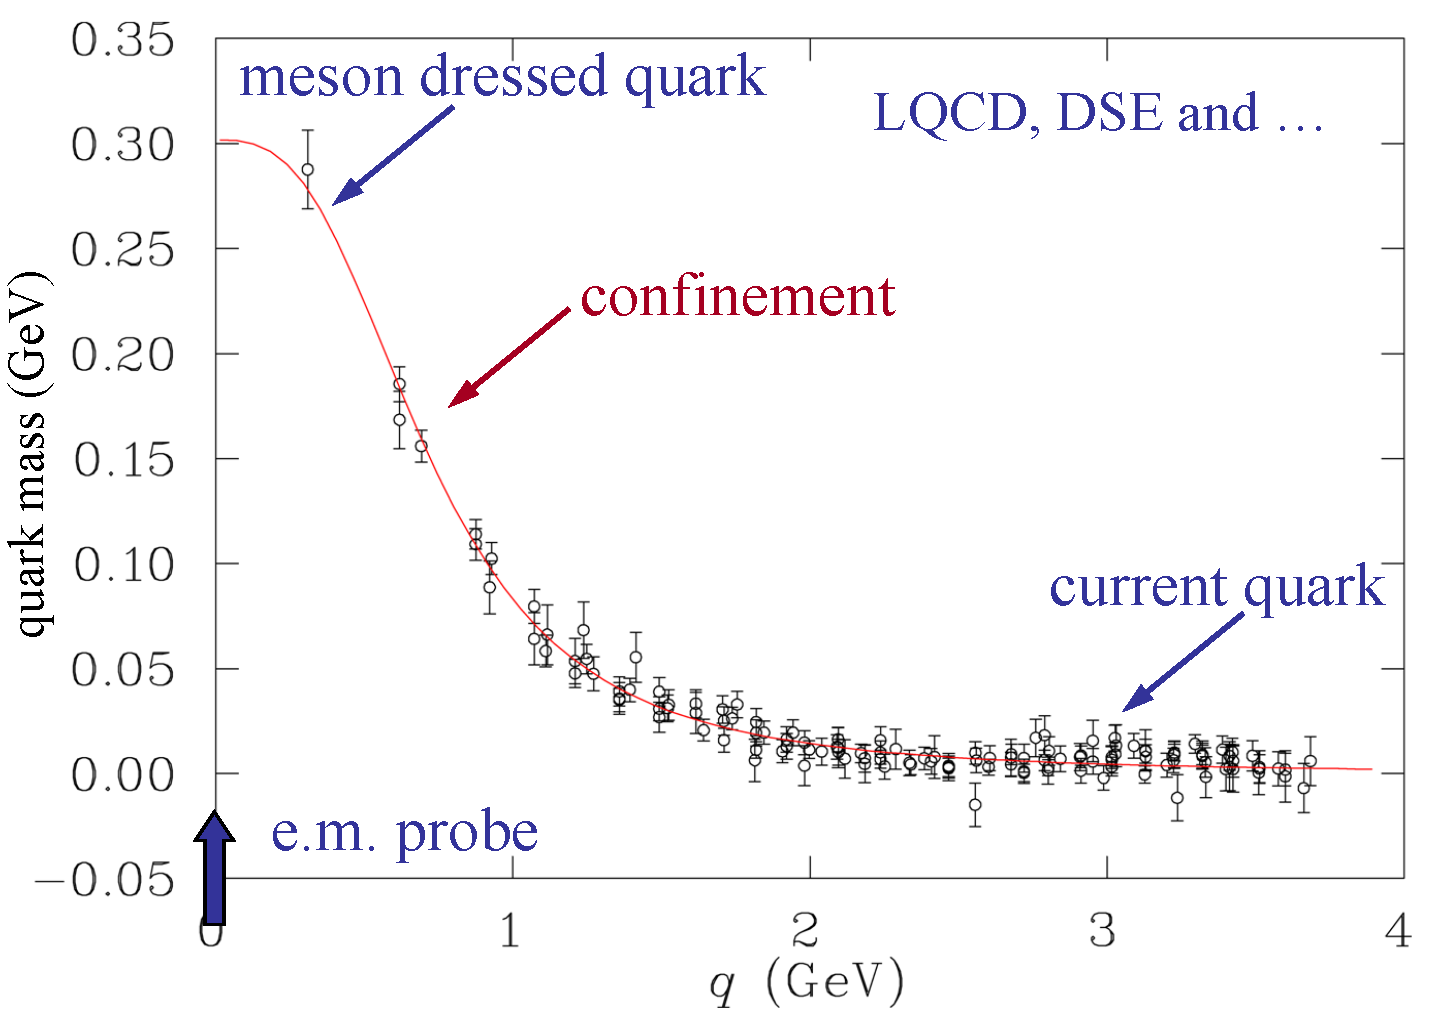 0.35
meson dressed quark
LQCD, DSE and …
0.30
0.25
confinement
0.20
quark mass (GeV)
0.15
0.10
current quark
0.05
0.00
e.m. probe
−0.05
0 1 2 3 4
q (GeV)